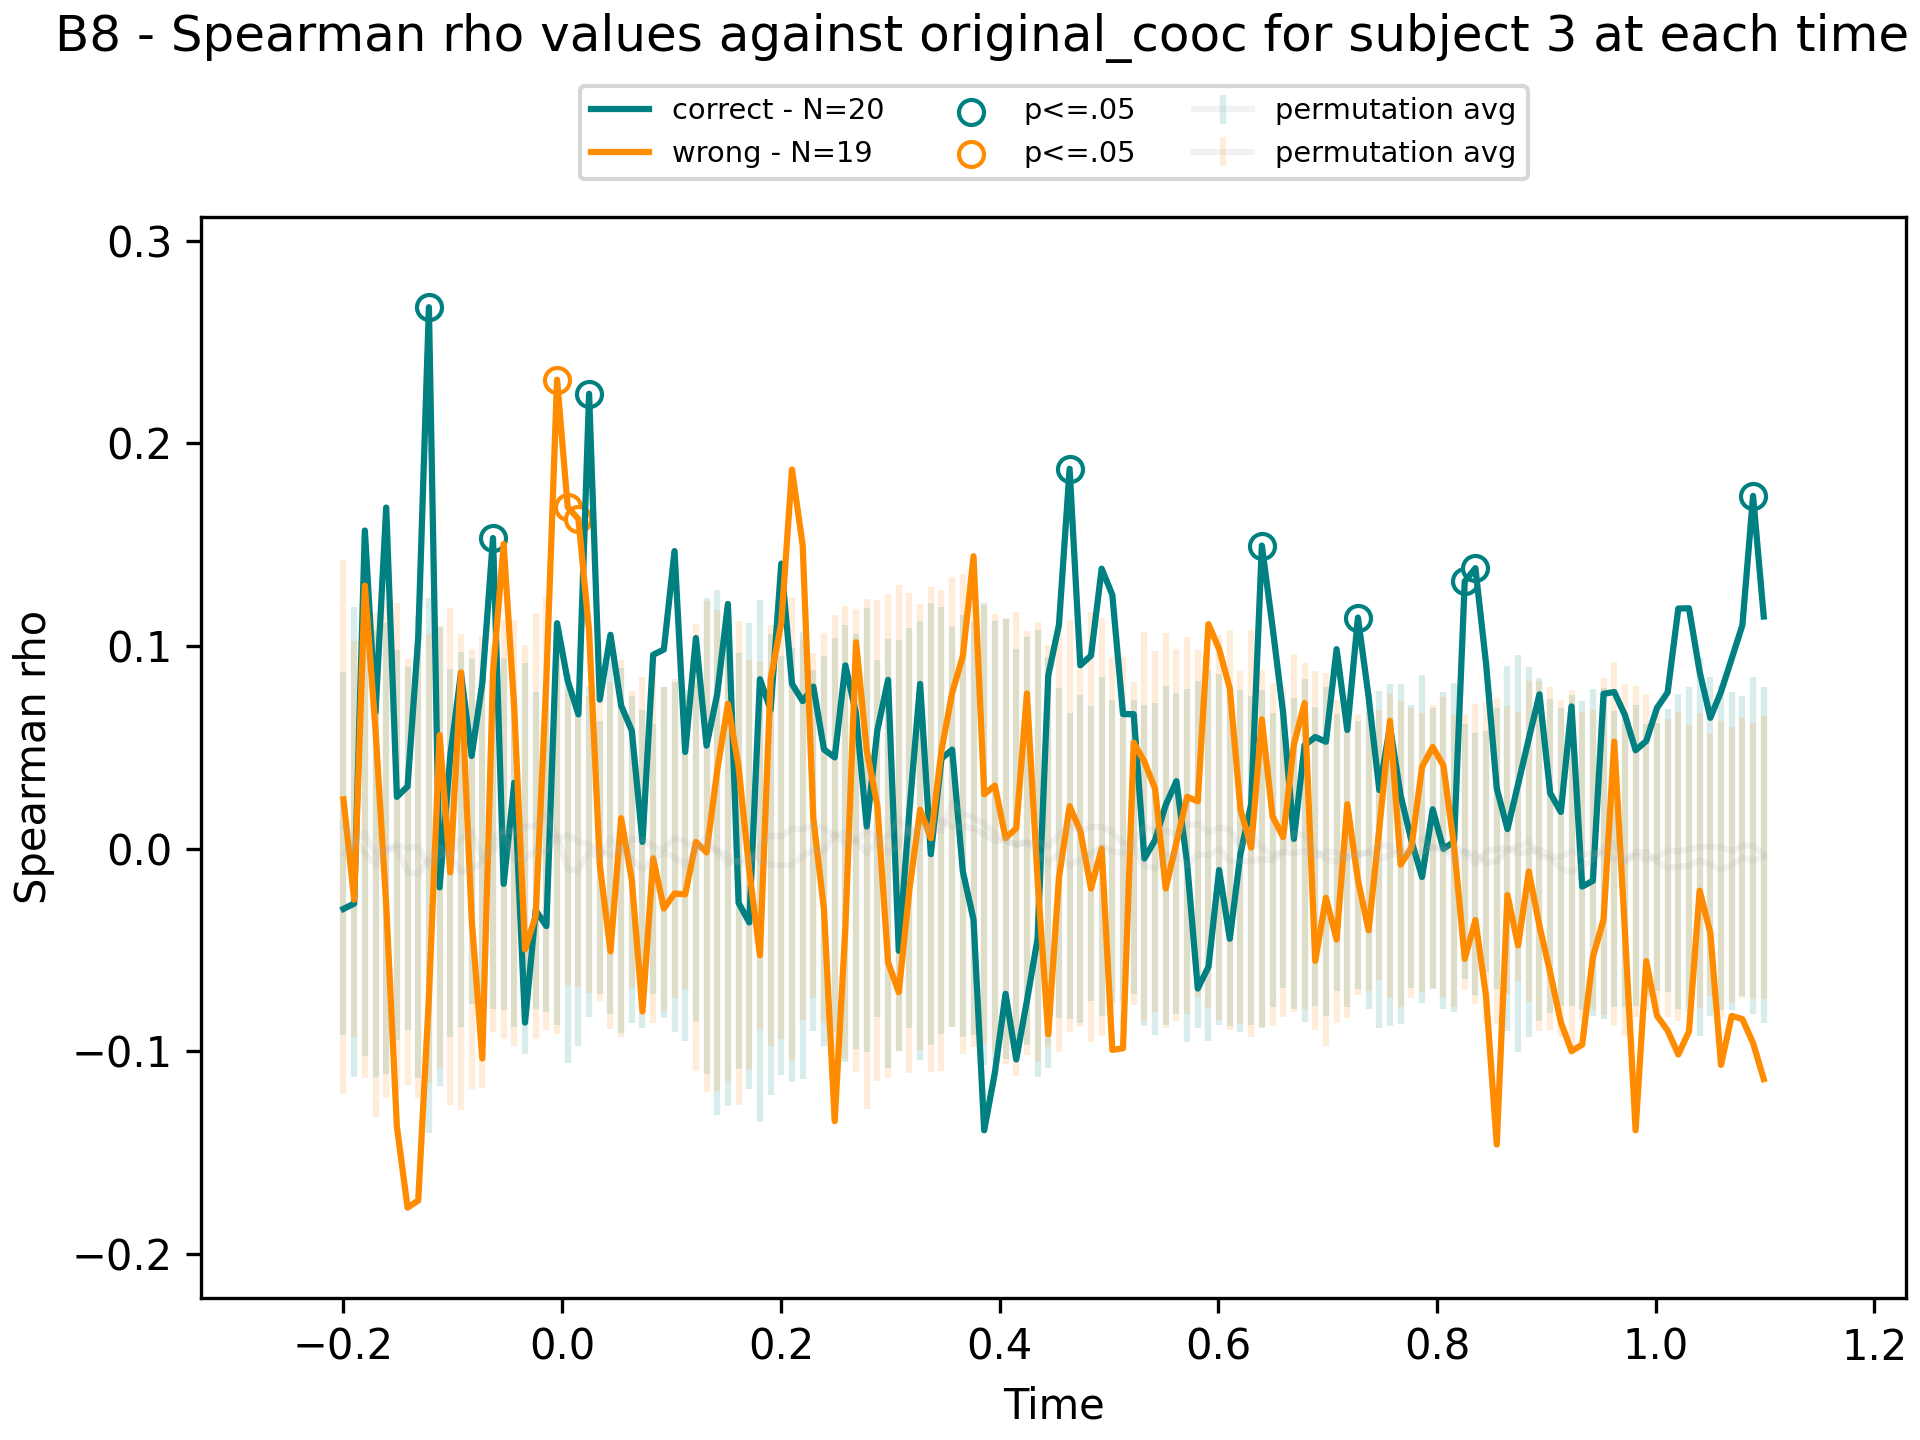 B8 - Spearman rho values against original_cooc for subject 3 at each time
correct - N=20
wrong - N=19
p<=.05
p<=.05
permutation avg
permutation avg
Spearman rho
0.3
0.2
0.1
0.0
−0.1
−0.2
−0.2
0.0
0.2
0.4
0.6
0.8
1.0
1.2
Time